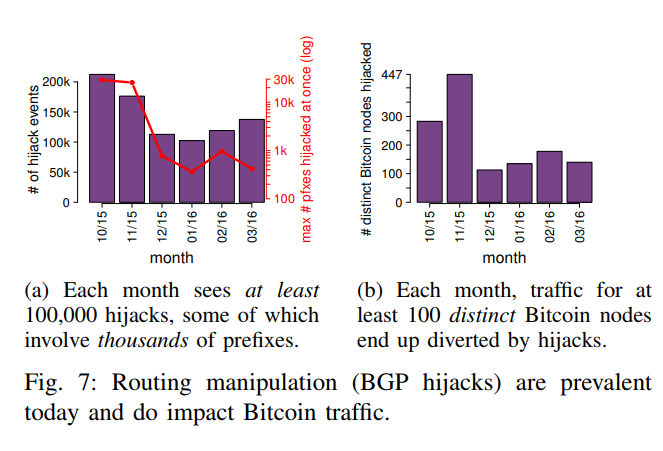 # of hijack events
200k
150k
100k
50k
0
10/15
11/15
12/15
01/16
02/16
03/16
month
30k
10k
1k
100
max # pfxes hijacked at once (log)
# distinct Bitcoin nodes hijacked
447
300
200
100
0
10/15
11/15
12/15
01/16
02/16
03/16
month
(a) Each month sees at least
100,000 hijacks, some of which
involve thousands of prefixes.
(b) Each month, traffic for at
least 100 distinct Bitcoin nodes
end up diverted by hijacks.
Fig. 7: Routing manipulation (BGP hijacks) are prevalent
today and do impact Bitcoin traffic.